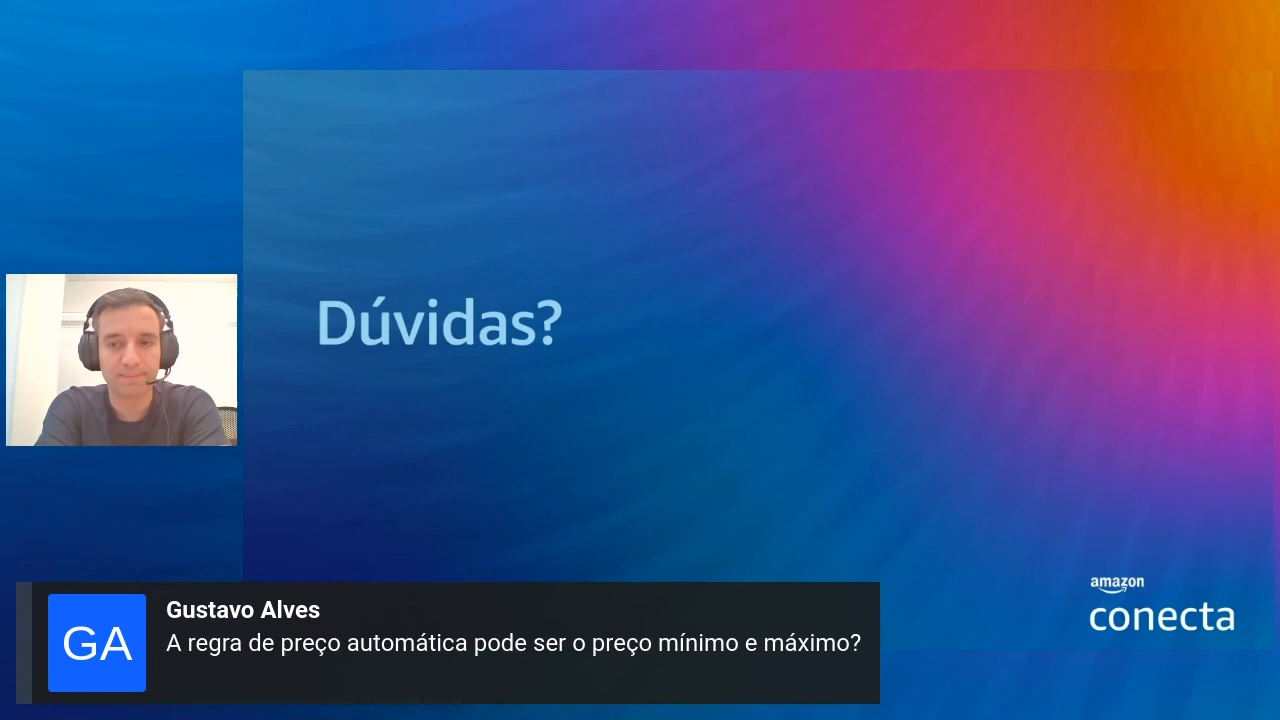 Dúvidas?
amazon
conecta
GA
Gustavo Alves
A regra de preço automática pode ser o preço mínimo e máximo?